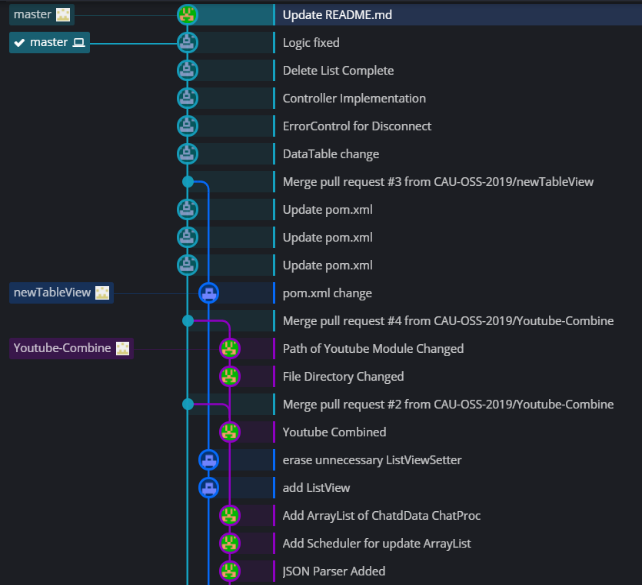 master Update README.md
master Logic fixed
Delete List Complete
Controller Implementation
ErrorControl for Disconnect
DataTable change
Merge pull request #3 from CAU-OSS-2019/newTableView
Update pom.xml
Update pom.xml
Update pom.xml
newTableView pom.xml change
Merge pull request #4 from CAU-OSS-2019/Youtube-Combine
Youtube-Combine Path of Youtube Module Changed
File Directory Changed
Merge pull request #2 from CAU-OSS-2019/Youtube-Combine
Youtube Combined
erase unnecessary ListViewSetter
add ListView
Add ArrayList of ChatdData ChatProc
Add Scheduler for update ArrayList
JSON Parser Added